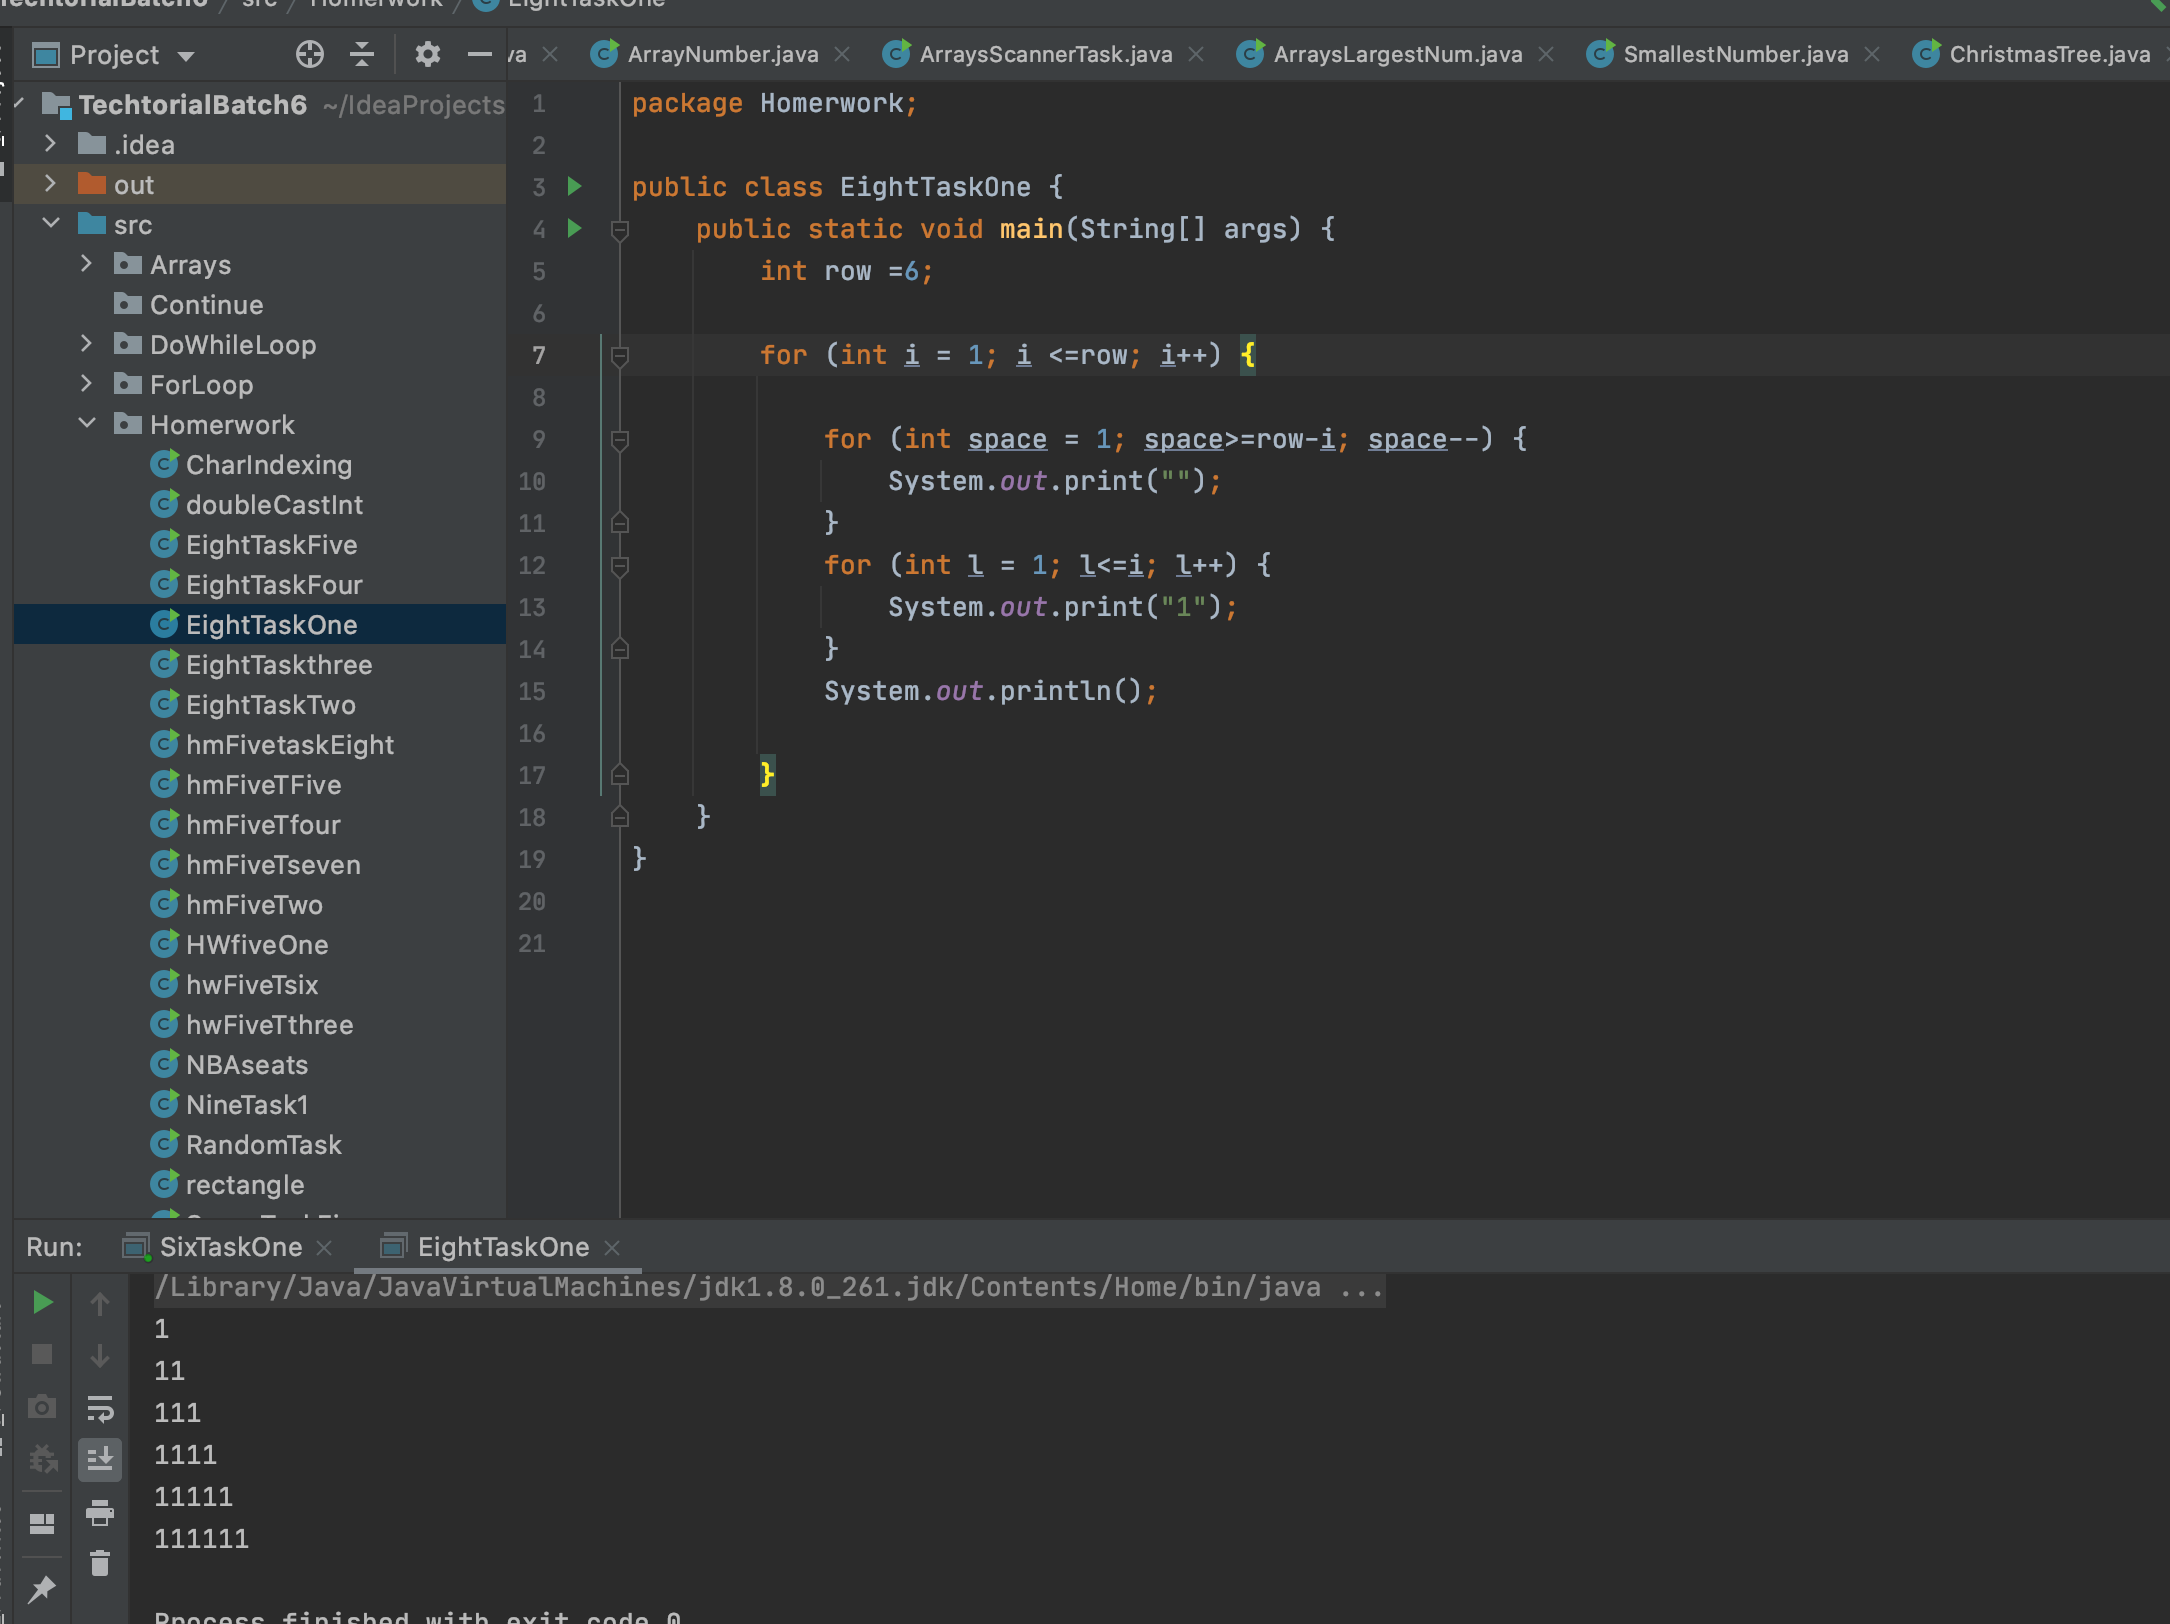 src / Homerwork / EightTaskOne
Project
TechtorialBatch6 ~/IdeaProjects
.idea
out
src
Arrays
Continue
DoWhileLoop
ForLoop
Homerwork
CharIndexing
doubleCastInt
EightTaskFive
EightTaskFour
EightTaskOne
EightTaskthree
EightTaskTwo
hmFivetaskEight
hmFiveTFive
hmFiveTfour
hmFiveTseven
hmFiveTwo
HWfiveOne
hwFiveTsix
hwFiveTthree
NBAseats
NineTask1
RandomTask
rectangle
va ArrayNumber.java ArraysScannerTask.java ArraysLargestNum.java SmallestNumber.java ChristmasTree.java
1 package Homerwork;
2
3 public class EightTaskOne {
4 public static void main(String[] args) {
5 int row =6;
6
7 for (int i = 1; i <=row; i++) {
8
9 for (int space = 1; space>=row-i; space--) {
10 System.out.print("");
11 }
12 for (int l = 1; l<=i; l++) {
13 System.out.print("1");
14 }
15 System.out.println();
16
17 }
18 }
19 }
20
21
Run: SixTaskOne EightTaskOne
/Library/Java/JavaVirtualMachines/jdk1.8.0_261.jdk/Contents/Home/bin/java ...
1
11
111
1111
11111
111111
Process finished with exit code 0